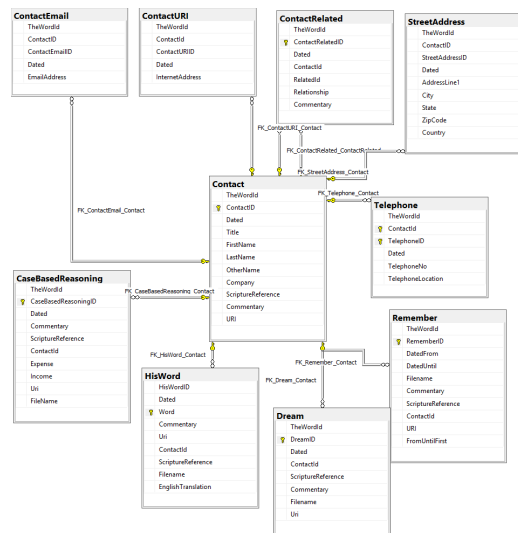 ContactEmail
TheWordId
ContactID
ContactEmailID
Dated
EmailAddress
ContactURI
TheWordId
ContactId
ContactURIID
Dated
InternetAddress
ContactRelated
TheWordId
ContactRelatedID
Dated
ContactId
RelatedId
Relationship
Commentary
StreetAddress
TheWordId
ContactID
StreetAddressID
Dated
AddressLine1
City
State
ZipCode
Country
FK_ContactURI_Contact
FK_ContactRelated_ContactRelated
FK_StreetAddress_Contact
FK_Telephone_Contact
FK_ContactEmail_Contact
Contact
TheWordId
ContactID
Dated
Title
FirstName
LastName
OtherName
Company
ScriptureReference
Commentary
URI
Telephone
TheWordId
ContactId
TelephoneID
Dated
TelephoneNo
TelephoneLocation
CaseBasedReasoning
TheWordId
CaseBasedReasoningID
Dated
Commentary
ScriptureReference
ContactId
Expense
Income
Uri
FileName
FK_CaseBasedReasoning_Contact
FK_HisWord_Contact
FK_Remember_Contact
FK_Dream_Contact
HisWord
HisWordID
Dated
Word
Commentary
Uri
ContactId
ScriptureReference
Filename
EnglishTranslation
Dream
TheWordId
DreamID
Dated
ContactId
ScriptureReference
Commentary
Filename
Uri
Remember
TheWordId
RememberID
DatedFrom
DatedUntil
Filename
Commentary
ScriptureReference
ContactId
URI
FromUntilFirst